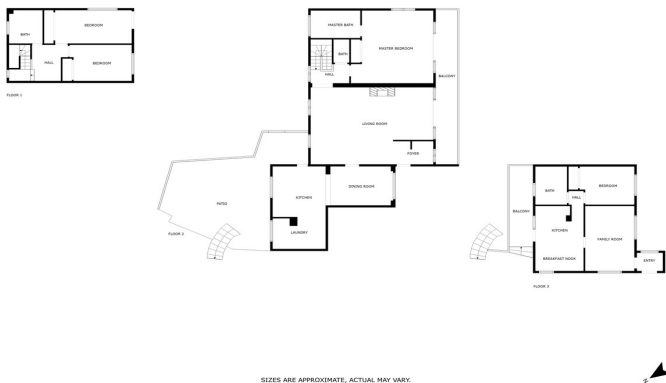 BATH
BEDROOM
HALL
BEDROOM
FLOOR 1
MASTER BATH
BATH
MASTER BEDROOM
HALL
BALCONY
LIVING ROOM
FOYER
KITCHEN
DINING ROOM
PATIO
LAUNDRY
FLOOR 2
BATH
BEDROOM
HALL
BALCONY
KITCHEN
FAMILY ROOM
BREAKFAST NOOK
ENTRY
FLOOR 3
SIZES ARE APPROXIMATE, ACTUAL MAY VARY.
N